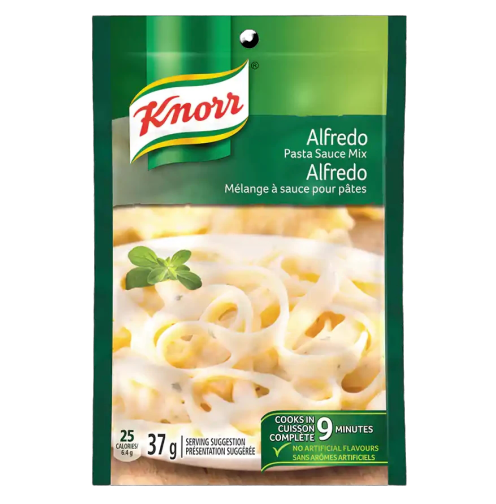 Knorr®
Alfredo
Pasta Sauce Mix
Alfredo
Mélange à sauce pour pâtes
25
CALORIES/
6.4 g
37 g
SERVING SUGGESTION
PRÉSENTATION SUGGÉRÉE
COOKS IN
CUISSON
COMPLÈTE
9 MINUTES
NO ARTIFICIAL FLAVOURS
SANS ARÔMES ARTIFICIELS